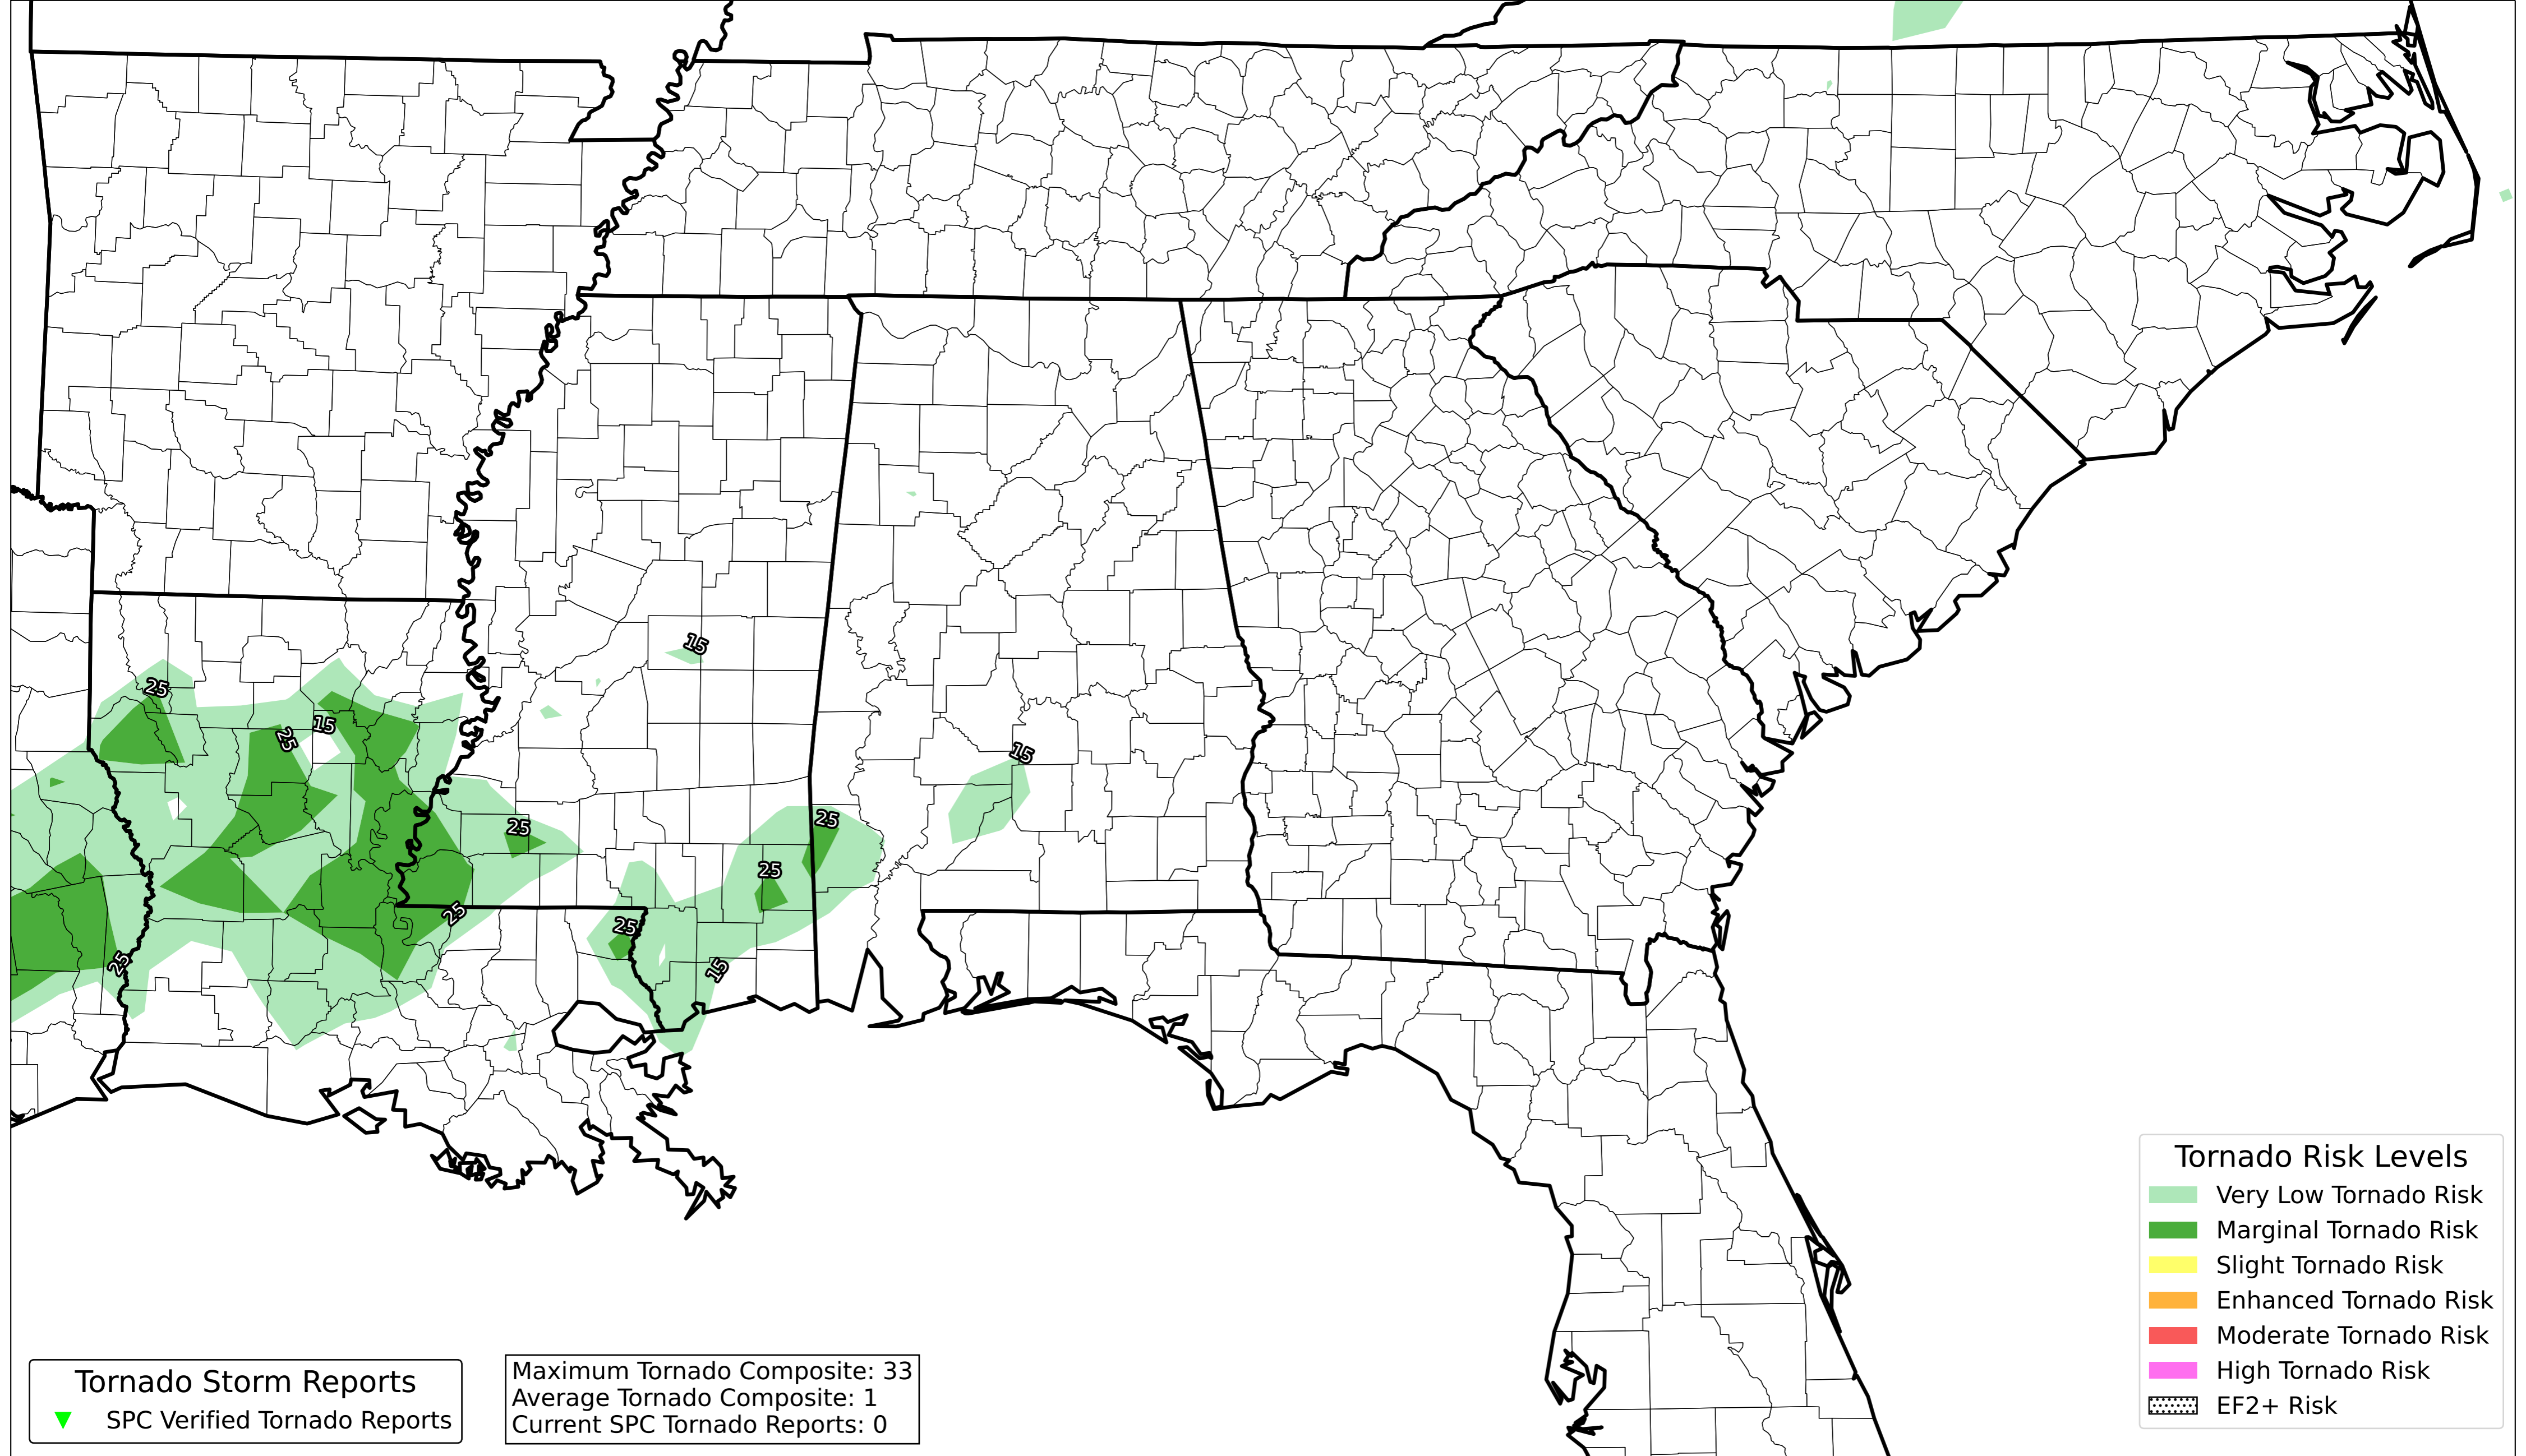 15
25
15
25
15
25
25
25
25
25
25
15
Tornado Risk Levels
Very Low Tornado Risk
Marginal Tornado Risk
Slight Tornado Risk
Enhanced Tornado Risk
Moderate Tornado Risk
High Tornado Risk
EF2+ Risk
Tornado Storm Reports
SPC Verified Tornado Reports
Maximum Tornado Composite: 33
Average Tornado Composite: 1
Current SPC Tornado Reports: 0